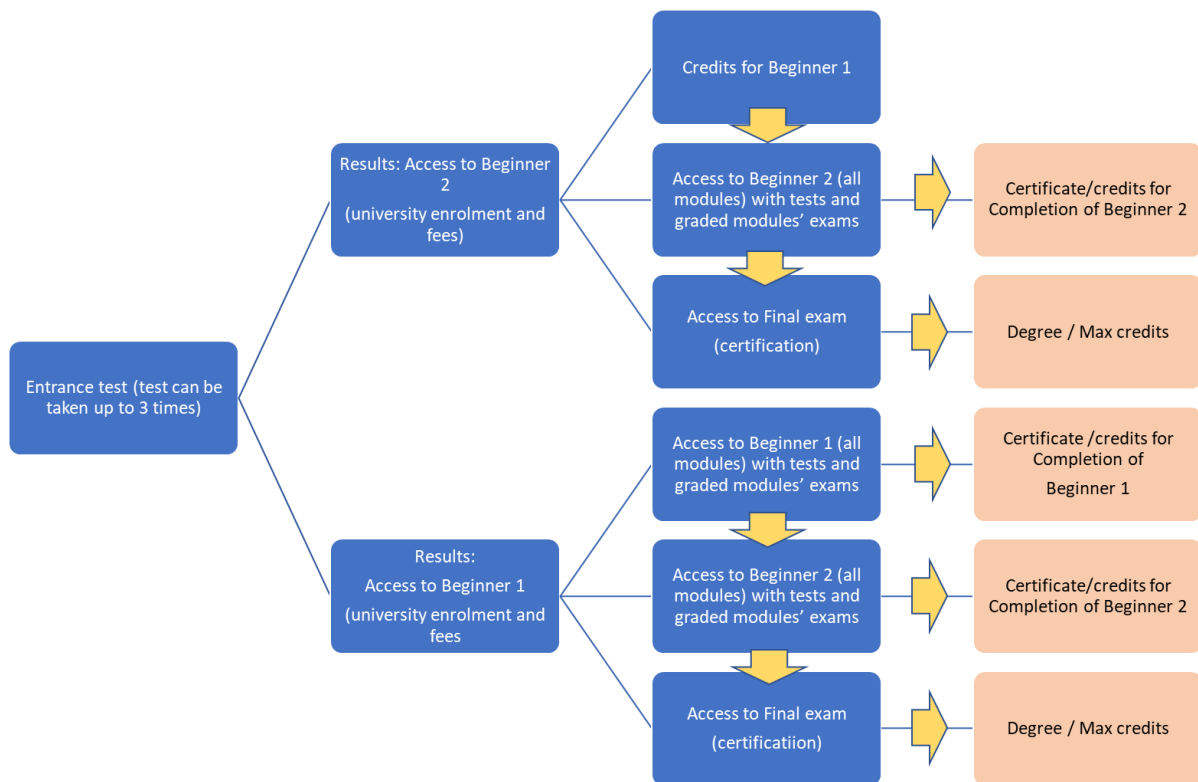 Credits for Beginner 1
Results: Access to Beginner
2
(university enrolment and
fees)
Access to Beginner 2 (all
modules) with tests and
graded modules’ exams
Certificate/credits for
Completion of Beginner 2
Access to Final exam
(certification)
Degree / Max credits
Entrance test (test can be
taken up to 3 times)
Results:
Access to Beginner 1
(university enrolment and
fees
Access to Beginner 1 (all
modules) with tests and
graded modules’ exams
Certificate /credits for
Completion of
Beginner 1
Access to Beginner 2 (all
modules) with tests and
graded modules’ exams
Certificate/credits for
Completion of Beginner 2
Access to Final exam
(certificatiion)
Degree / Max credits